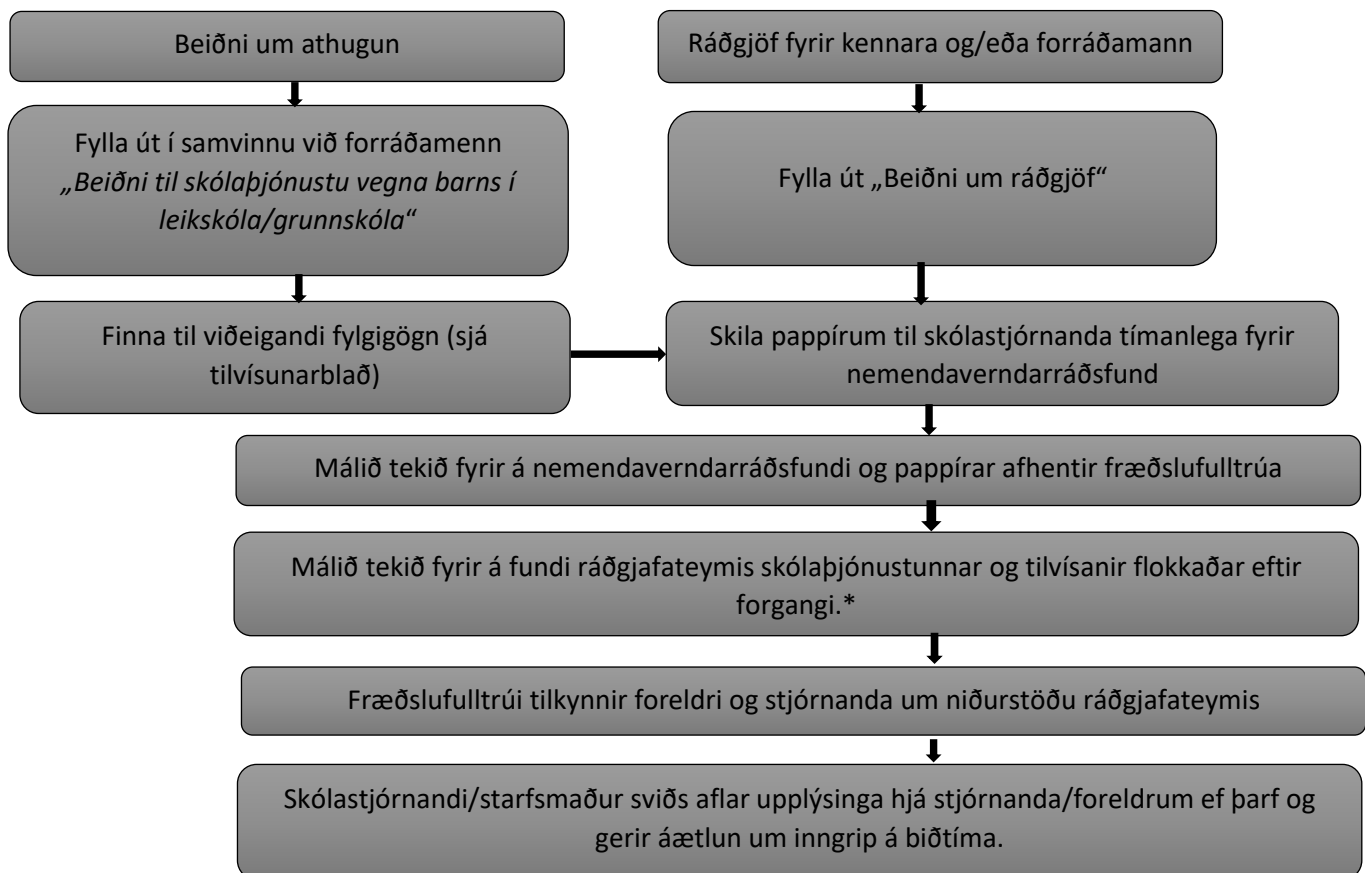 Beiðni um athugun
Ráðgjöf fyrir kennara og/eða forráðamann
Fylla út í samvinnu við forráðamenn
„Beiðni til skólaþjónustu vegna barns í
leikskóla/grunnskóla“
Fylla út „Beiðni um ráðgjöf“
Finna til viðeigandi fylgigögn (sjá
tilvísunarblað)
Skila pappírum til skólastjórnanda tímanlega fyrir
nemendaverndarráðsfund
Málið tekið fyrir á nemendaverndarráðsfundi og pappírar afhentir fræðslufulltrúa
Málið tekið fyrir á fundi ráðgjafateymis skólaþjónustunnar og tilvísanir flokkaðar eftir
forgangi.*
Fræðslufulltrúi tilkynnir foreldri og stjórnanda um niðurstöðu ráðgjafateymis
Skólastjórnandi/starfsmaður sviðs aflar upplýsinga hjá stjórnanda/foreldrum ef þarf og
gerir áætlun um inngrip á biðtíma.